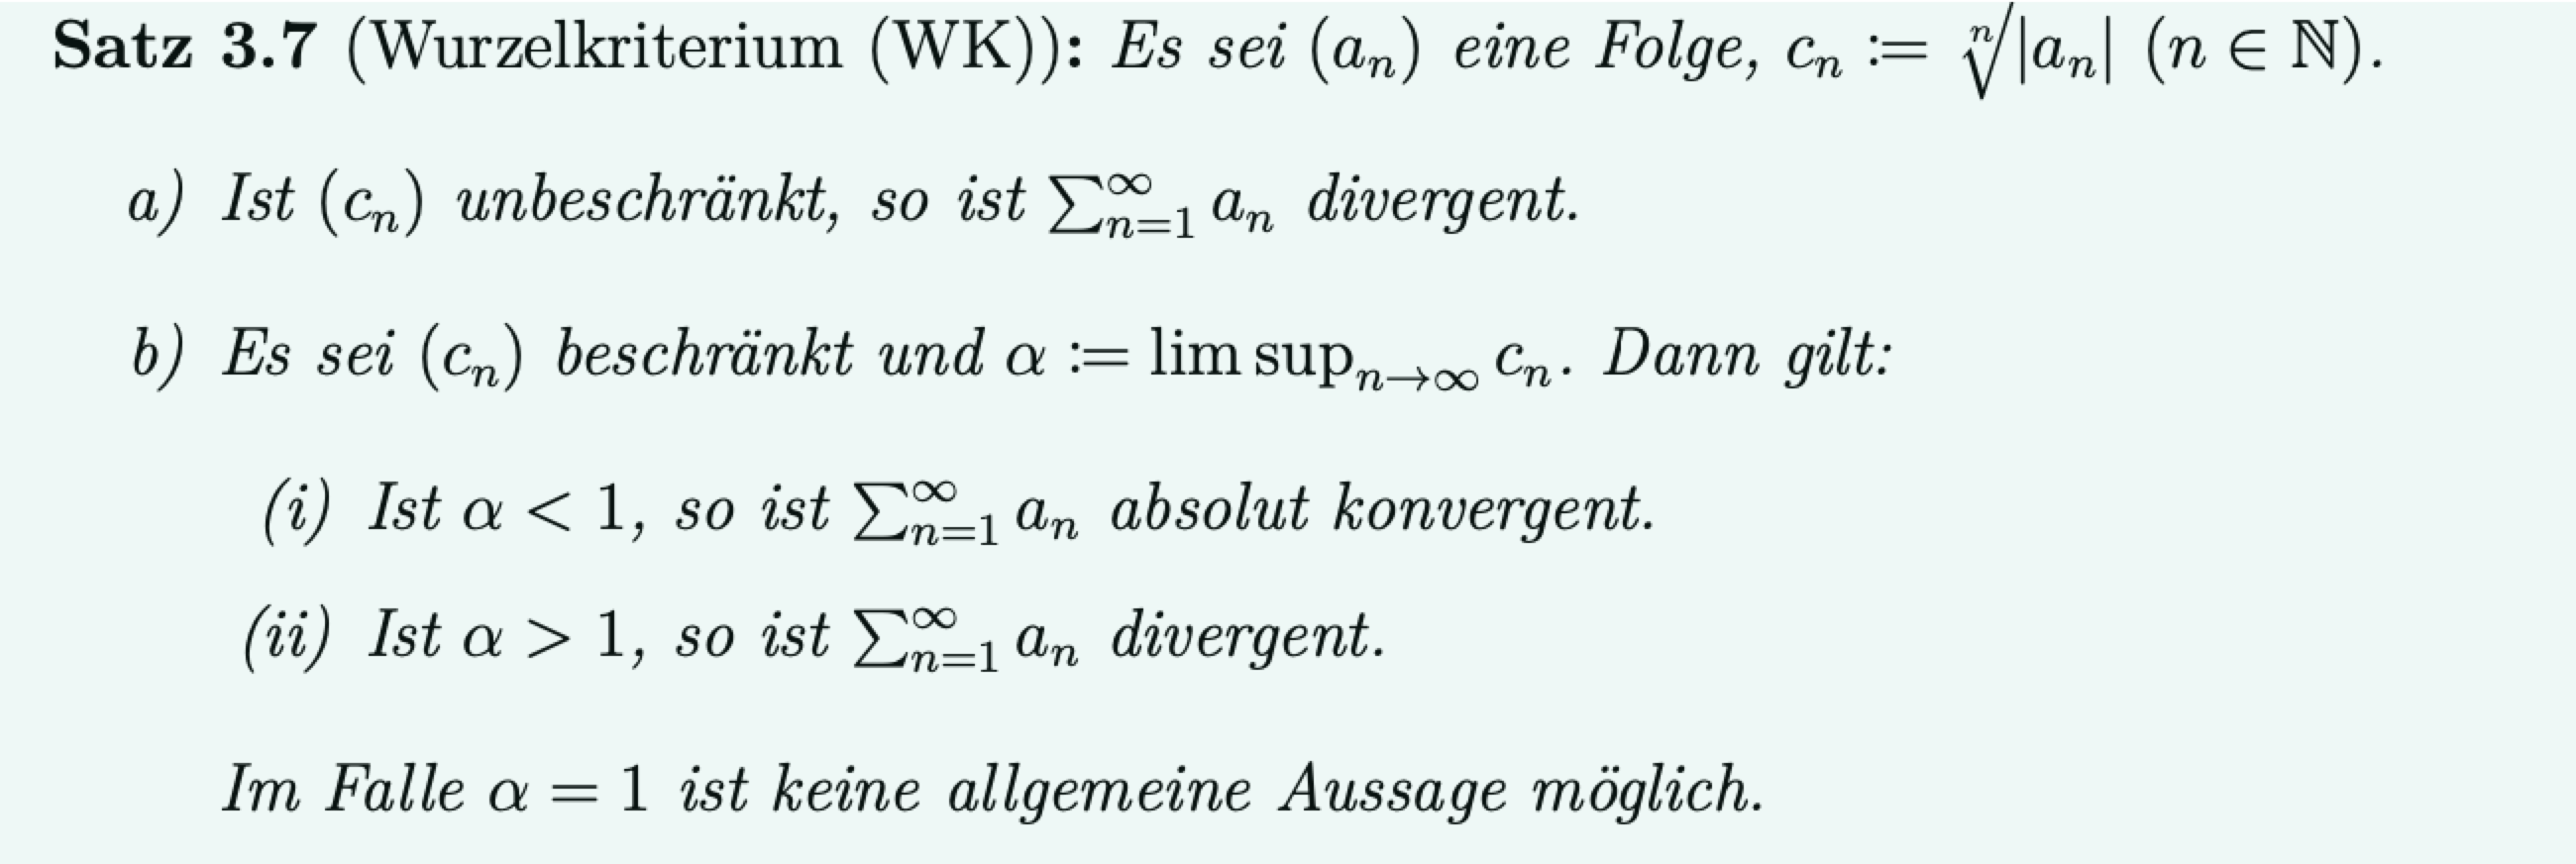 Satz 3.7 (Wurzelkriterium (WK)): Es sei (aₙ) eine Folge, cₙ := ⁿ√|aₙ| (n ∈ ℕ).
a) Ist (cₙ) unbeschränkt, so ist ∑_{n=1}^{∞} aₙ divergent.
b) Es sei (cₙ) beschränkt und α := lim sup_{n→∞} cₙ. Dann gilt:
(i) Ist α < 1, so ist ∑_{n=1}^{∞} aₙ absolut konvergent.
(ii) Ist α > 1, so ist ∑_{n=1}^{∞} aₙ divergent.
Im Falle α = 1 ist keine allgemeine Aussage möglich.